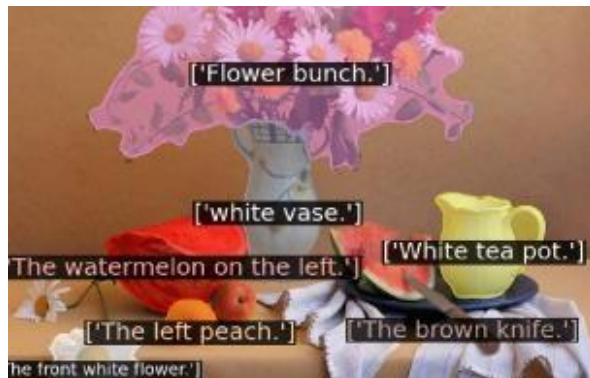 ['Flower bunch.']
['white vase.']
['White tea pot.']
'The watermelon on the left.']
['The left peach.']
['The brown knife.']
he front white flower.']